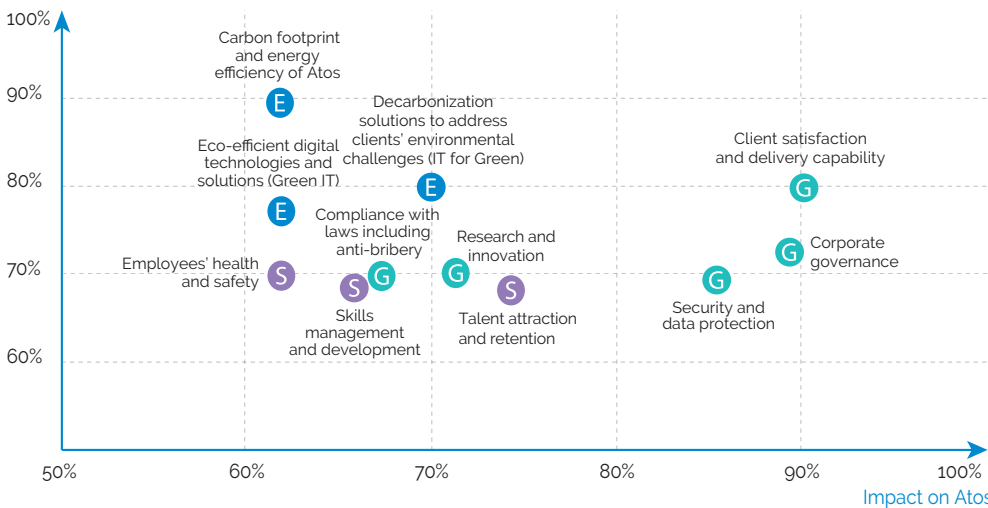 100%
Carbon footprint
and energy
efficiency of Atos
90%
E
Decarbonization
solutions to address
clients’ environmental
challenges (IT for Green)
E
Eco-efficient digital
technologies and
solutions (Green IT)
E
Client satisfaction
and delivery capability
G
80%
Compliance with
laws including
anti-bribery
G
Research and
innovation
G
Corporate
governance
G
70%
Employees’ health
and safety
S
S
Skills
management
and development
S
Talent attraction
and retention
G
Security and
data protection
60%
50%
60%
70%
80%
90%
100%
Impact on Atos